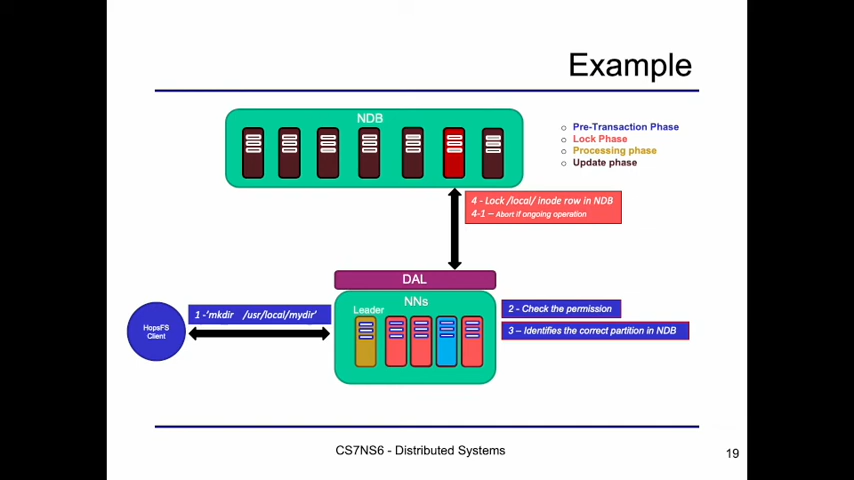 Example
NDB
Pre-Transaction Phase
Lock Phase
Processing phase
Update phase
4 - Lock /local/ inode row in NDB
4-1 – Abort if ongoing operation
DAL
NNs
Leader
HopsFS
Client
1 -‘mkdir /usr/local/mydir’
2 - Check the permission
3 – Identifies the correct partition in NDB
CS7NS6 - Distributed Systems
19